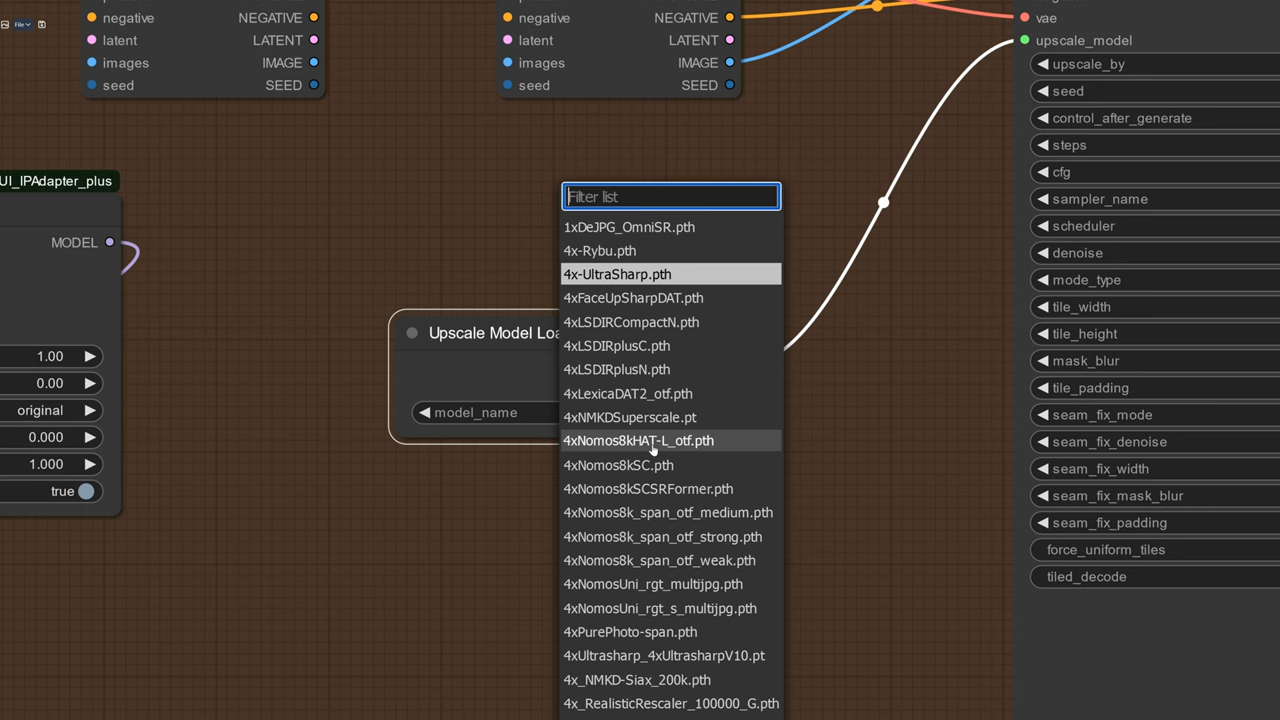 File
negative NEGATIVE
latent LATENT
images IMAGE
seed SEED
negative NEGATIVE
latent LATENT
images IMAGE
seed SEED
vae
upscale_model
upscale_by
seed
control_after_generate
steps
cfg
sampler_name
scheduler
denoise
mode_type
tile_width
tile_height
mask_blur
tile_padding
seam_fix_mode
seam_fix_denoise
seam_fix_width
seam_fix_mask_blur
seam_fix_padding
force_uniform_tiles
tiled_decode
UI_IPAdapter_plus
MODEL
1.00
0.00
original
0.000
1.000
true
Upscale Model Loa
model_name
Filter list
1xDeJPG_OmniSR.pth
4x-Rybu.pth
4x-UltraSharp.pth
4xFaceUpSharpDAT.pth
4xLSDIRCompactN.pth
4xLSDIRplusC.pth
4xLSDIRplusN.pth
4xLexicaDAT2_otf.pth
4xNMKDSuperscale.pt
4xNomos8kHAT-L_otf.pth
4xNomos8kSC.pth
4xNomos8kSCSRFormer.pth
4xNomos8k_span_otf_medium.pth
4xNomos8k_span_otf_strong.pth
4xNomos8k_span_otf_weak.pth
4xNomosUni_rgt_multijpg.pth
4xNomosUni_rgt_s_multijpg.pth
4xPurePhoto-span.pth
4xUltrasharp_4xUltrasharpV10.pt
4x_NMKD-Siax_200k.pth
4x_RealisticRescaler_100000_G.pth